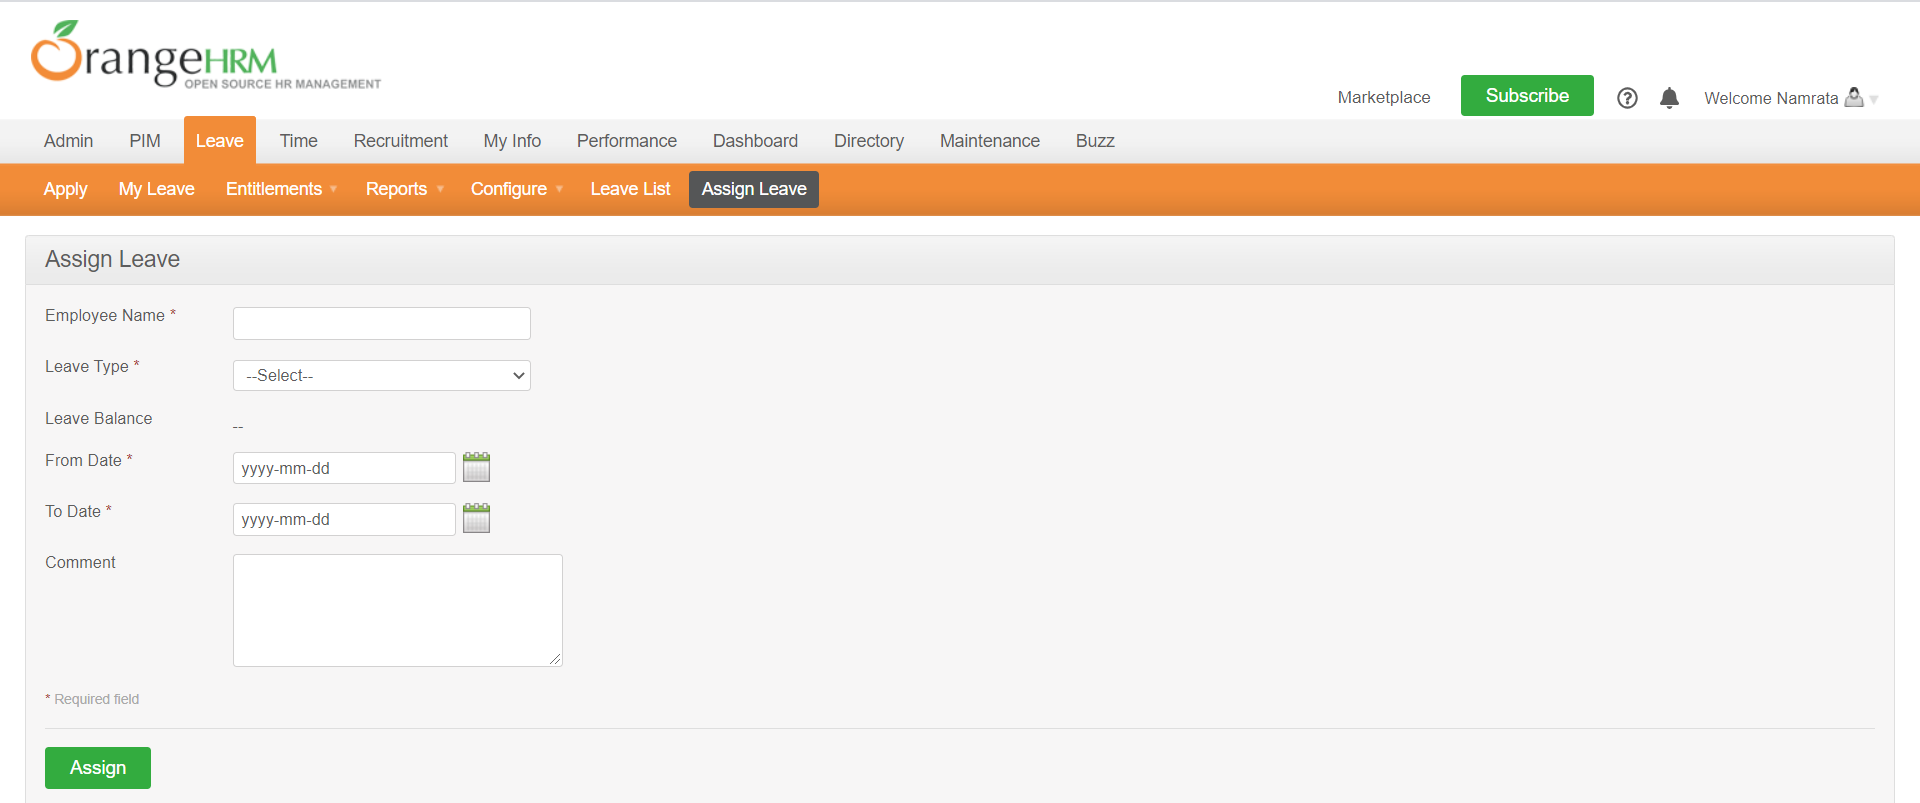 OrangeHRM
OPEN SOURCE HR MANAGEMENT
Marketplace Subscribe Welcome Namrata
Admin PIM Leave Time Recruitment My Info Performance Dashboard Directory Maintenance Buzz
Apply My Leave Entitlements Reports Configure Leave List Assign Leave
Assign Leave
Employee Name *
Leave Type * --Select--
Leave Balance --
From Date * yyyy-mm-dd
To Date * yyyy-mm-dd
Comment
* Required field
Assign